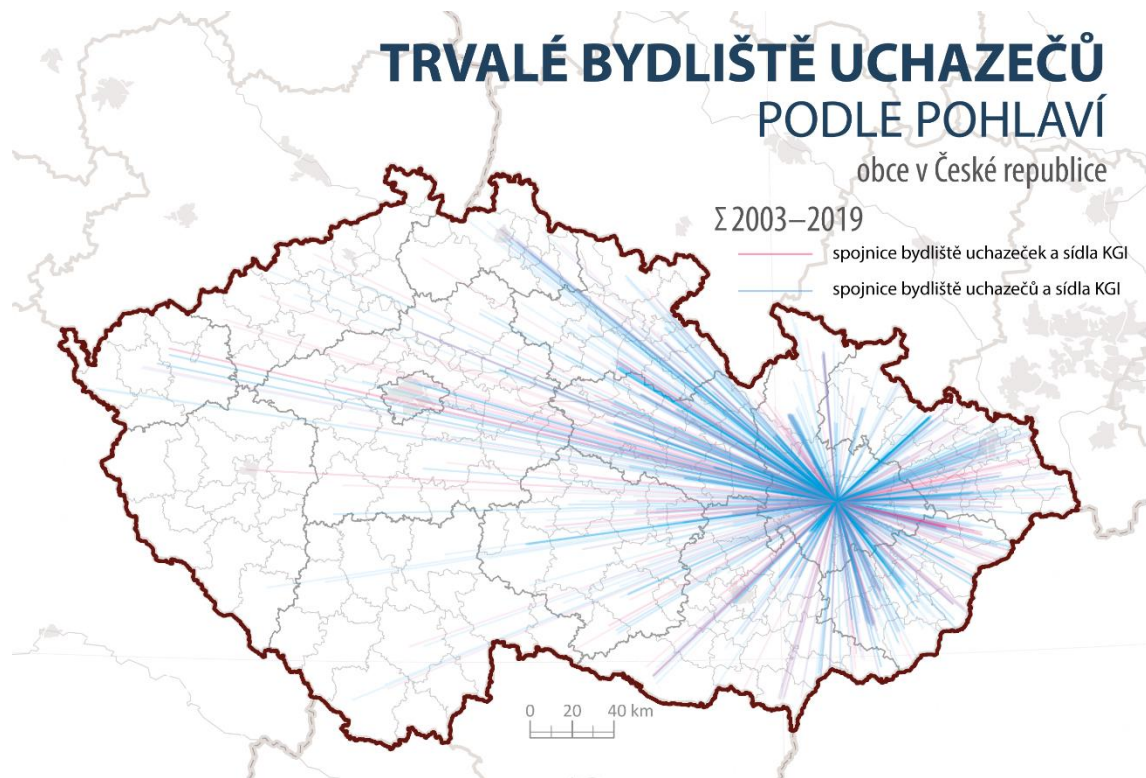 TRVALÉ BYDLIŠTĚ UCHAZEČŮ
PODLE POHLAVÍ
obce v České republice
Σ 2003–2019
spojnice bydliště uchazeček a sídla KGI
spojnice bydliště uchazečů a sídla KGI
0 20 40 km